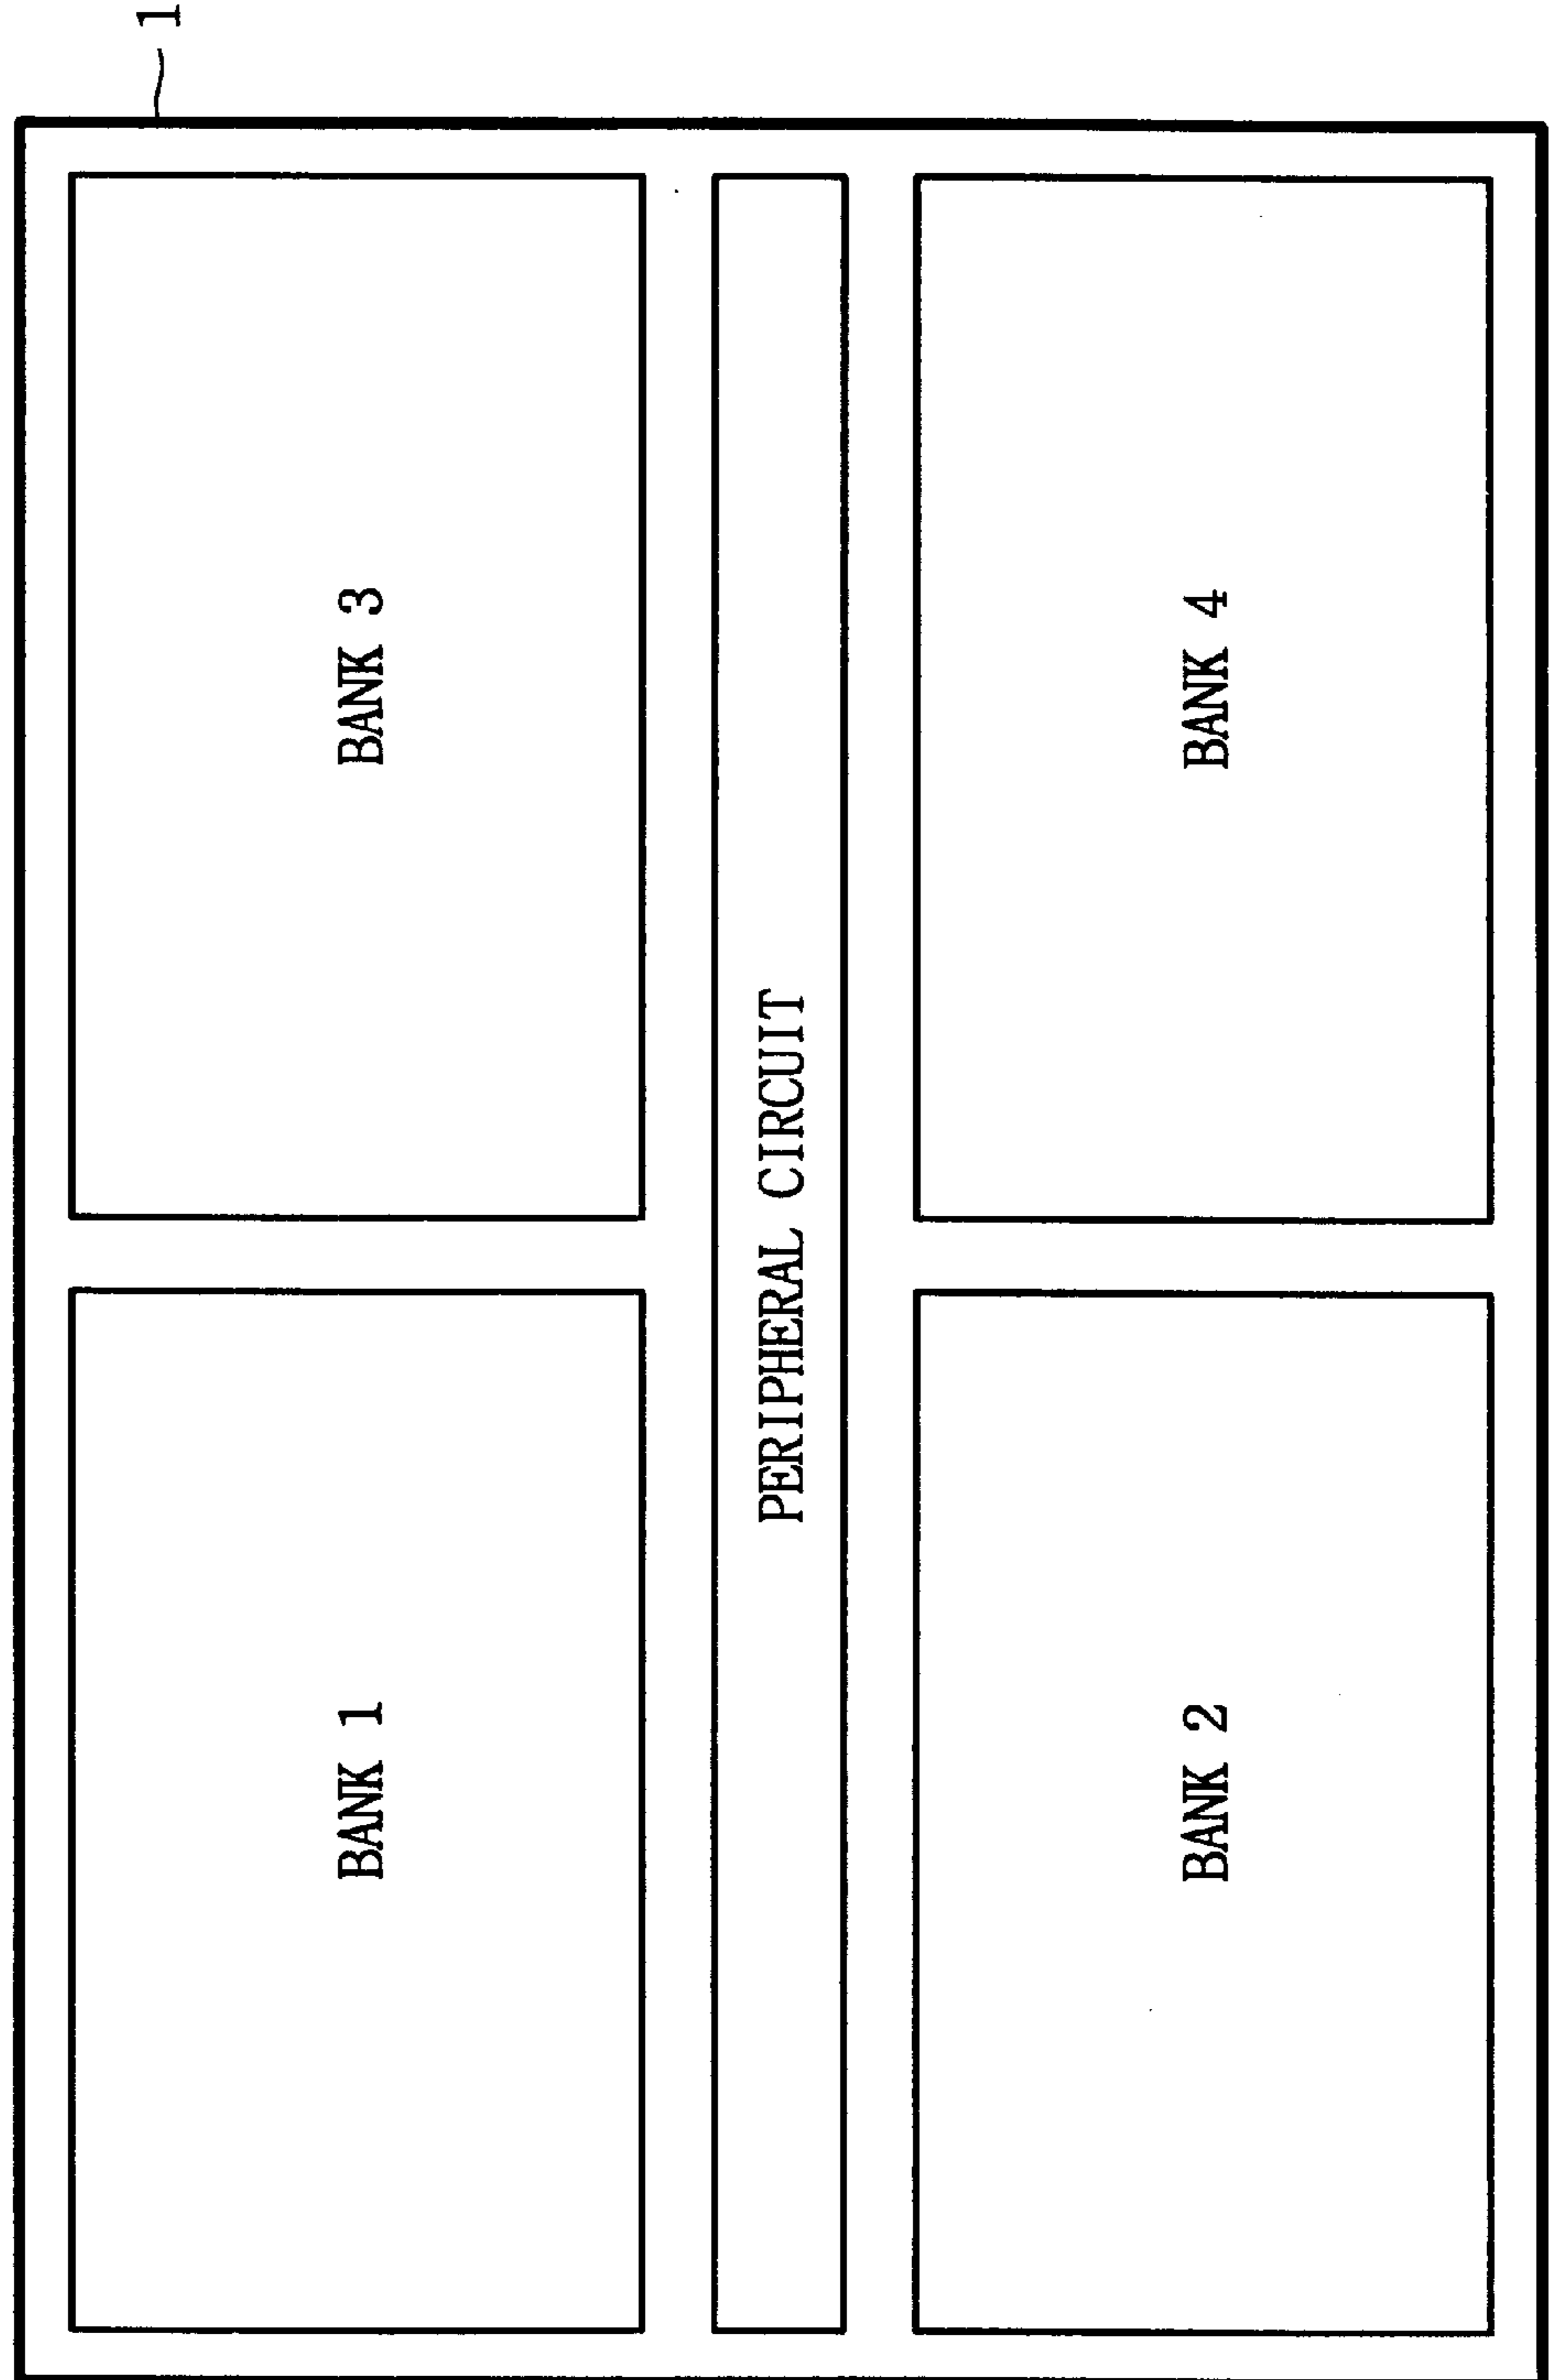 1
BANK 1
BANK 3
PERIPHERAL CIRCUIT
BANK 2
BANK 4